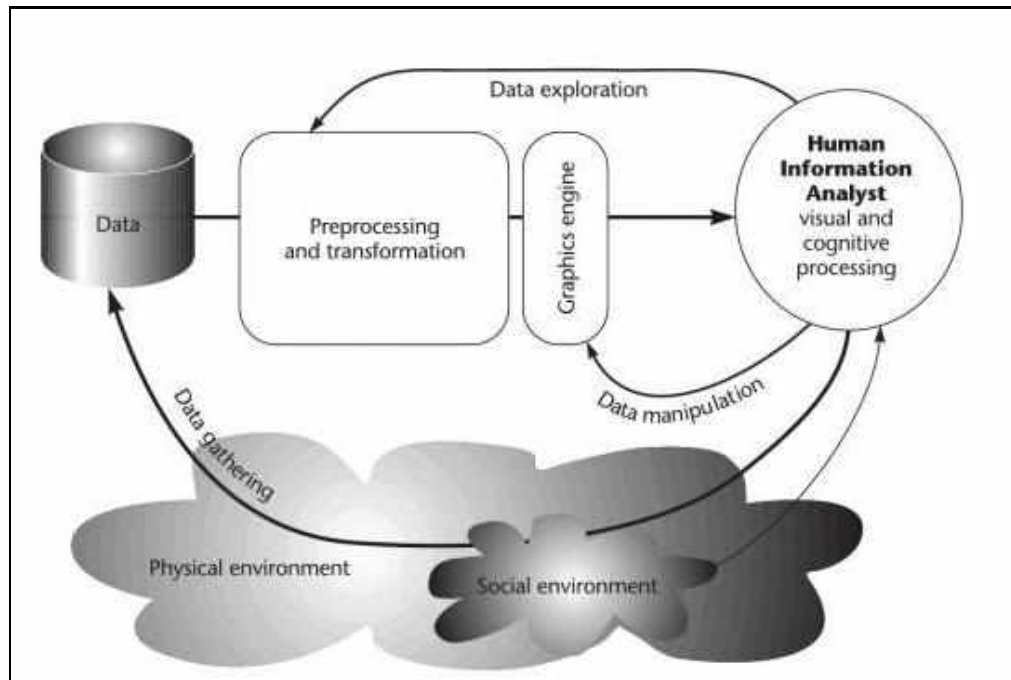 Data exploration
Human
Information
Analyst
visual and
cognitive
processing
Data
Preprocessing
and transformation
Graphics engine
Data manipulation
Data gathering
Physical environment
Social environment